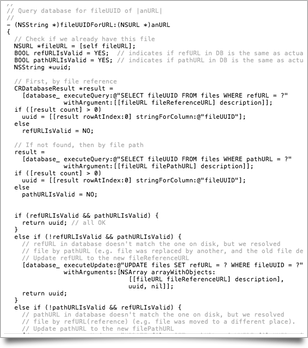 // Query database for fileUUID of [anURL]
//
- (NSString *)fileUUIDForURL:(NSURL *)anURL
{
// Check if we already have this file
NSURL *fileURL = [self fileURL];
BOOL refURLIsValid = YES; // indicates if refURL in DB is the same as actua
BOOL pathURLIsValid = YES; // indicates if pathURL in DB is the same as actu
NSString *uuid;
// First, by file reference
CRDatabaseResult *result =
[database_ executeQuery:@"SELECT fileUUID FROM files WHERE refURL = ?"
withArgument:[[fileURL fileReferenceURL] description]];
if ([result count] > 0)
uuid = [[result rowAtIndex:0] stringForColumn:@"fileUUID"];
else
refURLIsValid = NO;
// If not found, then by file path
result =
[database_ executeQuery:@"SELECT fileUUID FROM files WHERE pathURL = ?"
withArgument:[[fileURL filePathURL] description]];
if ([result count] > 0)
uuid = [[result rowAtIndex:0] stringForColumn:@"fileUUID"];
else
pathURLIsValid = NO;
if (refURLIsValid && pathURLIsValid) {
return uuid; // all OK
}
else if (!refURLIsValid && pathURLIsValid) {
// refURL in database doesn't match the one on disk, but we resolved
// file by pathURL (e.g. file was replaced by another, and the old file de
// Update refURL to the new fileReferenceURL
[database_ executeUpdate:@"UPDATE files SET refURL = ? WHERE fileUUID = ?"
withArguments:[NSArray arrayWithObjects:
[[fileURL fileReferenceURL] description],
uuid, nil]];
return uuid;
}
else if (!pathURLIsValid && refURLIsValid) {
// pathURL in database doesn't match the one on disk, but we resolved
// file by refURL(reference) (e.g. file was moved to a different place).
// Update pathURL to the new filePathURL